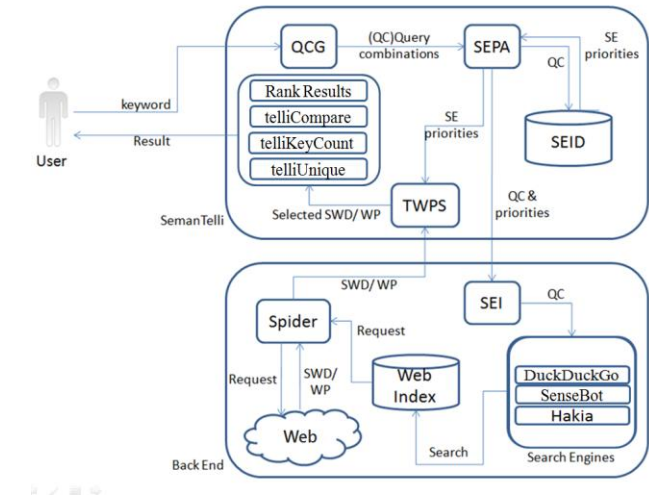 QCG
(QC)Query
combinations
SEPA
SE
priorities
QC
SEID
keyword
Result
User
Rank Results
telliCompare
telliKeyCount
telliUnique
SE
priorities
TWPS
Selected SWD/ WP
QC &
priorities
SemanTelli
SWD/ WP
SEI
QC
Spider
Request
Request
SWD/
WP
Web
Index
DuckDuckGo
SenseBot
Hakia
Web
Search
Search Engines
Back End